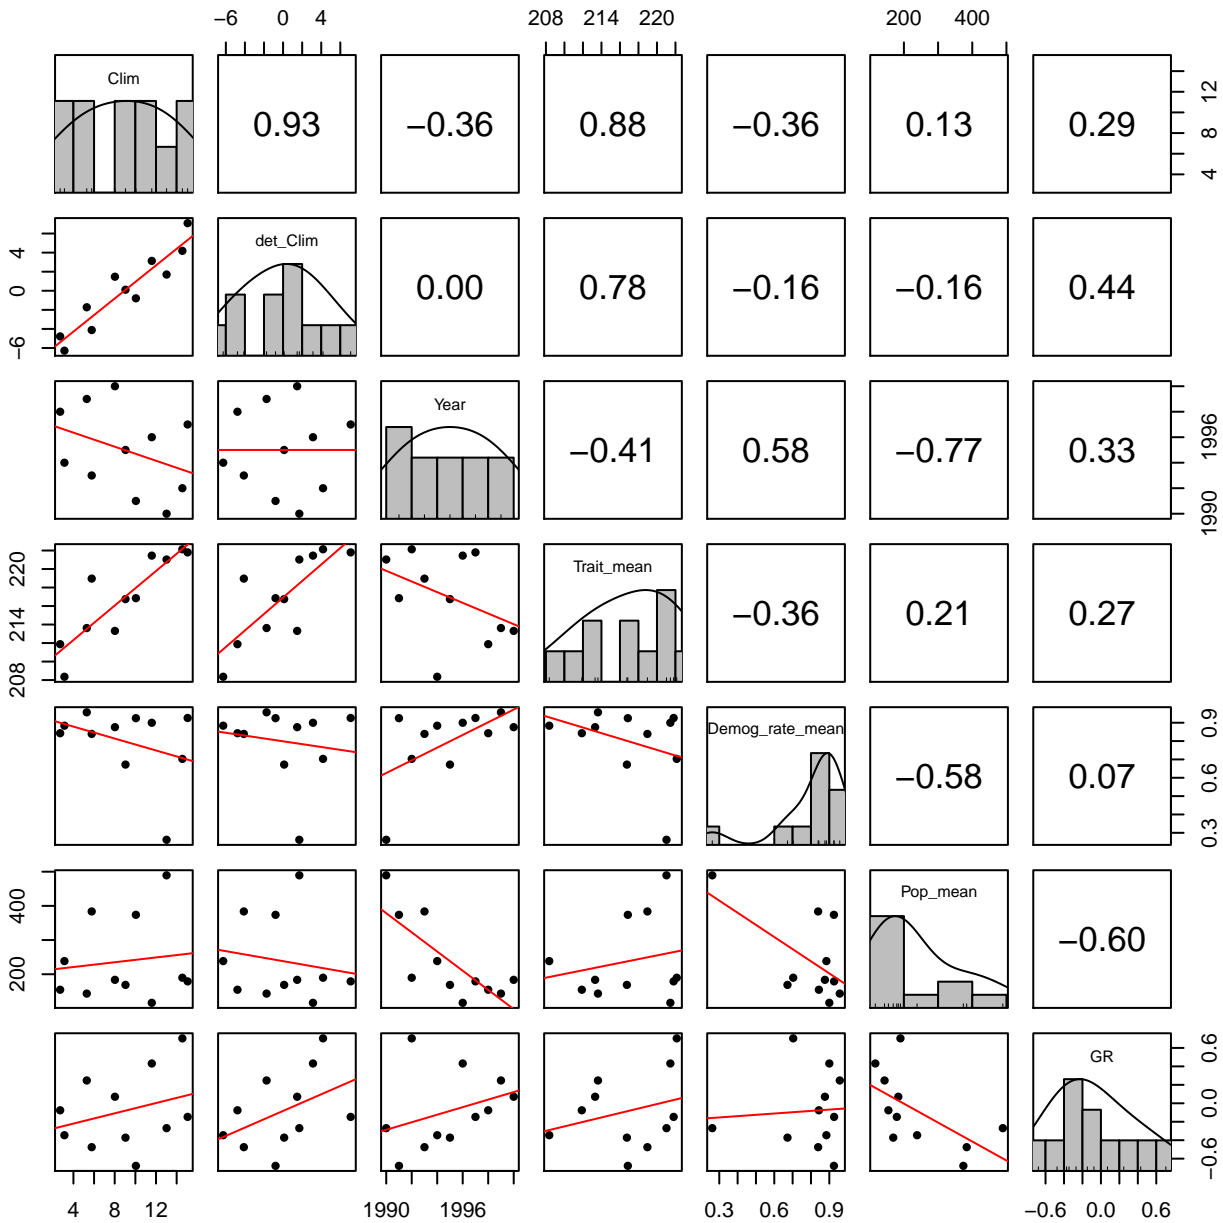 −6 0 4 208 214 220 200 400
Clim 0.93 −0.36 0.88 −0.36 0.13 0.29 4 8 12
−6 0 4 det_Clim 0.00 0.78 −0.16 −0.16 0.44
Year −0.41 0.58 −0.77 0.33 1990 1996
208 214 220 Trait_mean −0.36 0.21 0.27
Demog_rate_mean −0.58 0.07 0.3 0.6 0.9
200 400 Pop_mean −0.60
GR −0.6 0.0 0.6
4 8 12 1990 1996 0.3 0.9 −0.6 0.0 0.6